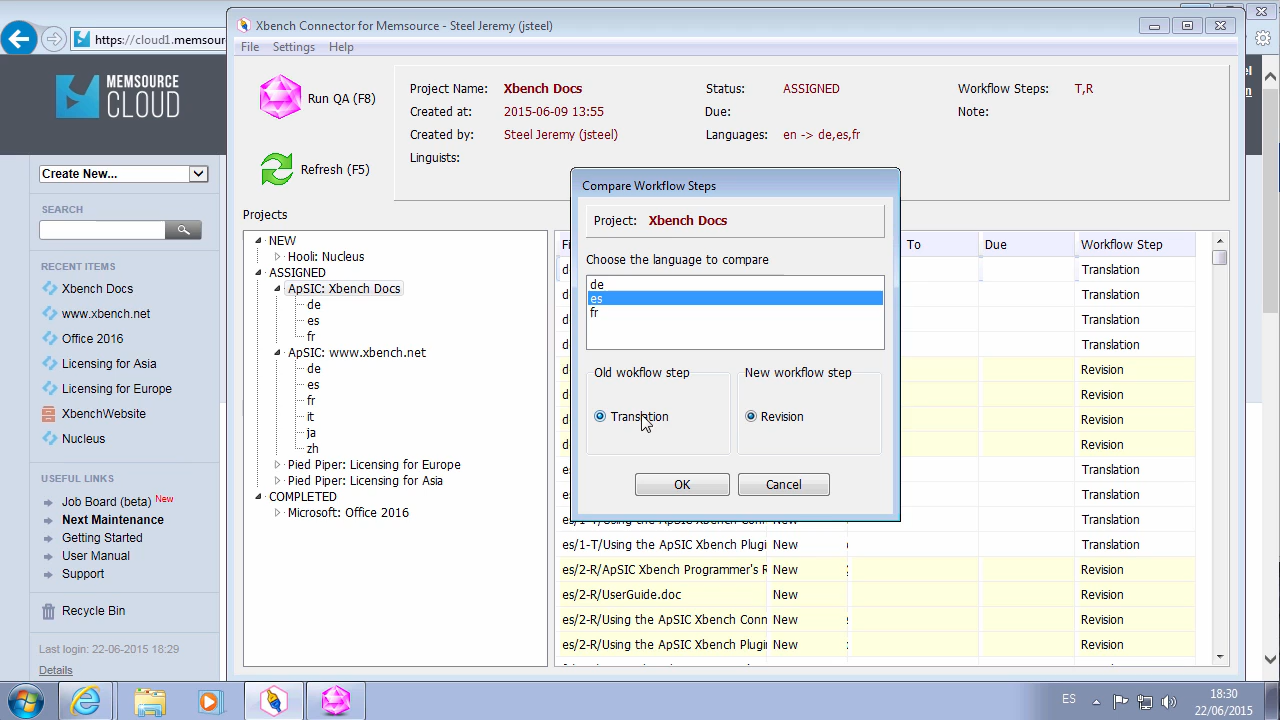 Xbench Connector for Memsource - Steel Jeremy (jsteel)
https://cloud1.memsour
File Settings Help
MEMSOURCE
CLOUD
Run QA (F8)
Refresh (F5)
Project Name: Xbench Docs
Created at: 2015-06-09 13:55
Created by: Steel Jeremy (jsteel)
Linguists:
Status: ASSIGNED
Due:
Languages: en -> de,es,fr
Workflow Steps: T,R
Note:
Create New...
SEARCH
RECENT ITEMS
Xbench Docs
www.xbench.net
Office 2016
Licensing for Asia
Licensing for Europe
XbenchWebsite
Nucleus
USEFUL LINKS
Job Board (beta) New
Next Maintenance
Getting Started
User Manual
Support
Recycle Bin
Last login: 22-06-2015 18:29
Details
Projects
NEW
Hooli: Nucleus
ASSIGNED
ApSIC: Xbench Docs
de
es
fr
ApSIC: www.xbench.net
de
es
fr
it
ja
zh
Pied Piper: Licensing for Europe
Pied Piper: Licensing for Asia
COMPLETED
Microsoft: Office 2016
Compare Workflow Steps
Project: Xbench Docs
Choose the language to compare
de
es
fr
Old wokflow step
Translation
New workflow step
Revision
OK
Cancel
To Due Workflow Step
Translation
Translation
Translation
Translation
Revision
Revision
Revision
Revision
Translation
Translation
Translation
es/1-T/Using the ApSIC Xbench Plugi New Translation
es/2-R/ApSIC Xbench Programmer's R New Revision
es/2-R/UserGuide.doc New Revision
es/2-R/Using the ApSIC Xbench Conn New Revision
es/2-R/Using the ApSIC Xbench Plugi New Revision
ES
18:30
22/06/2015